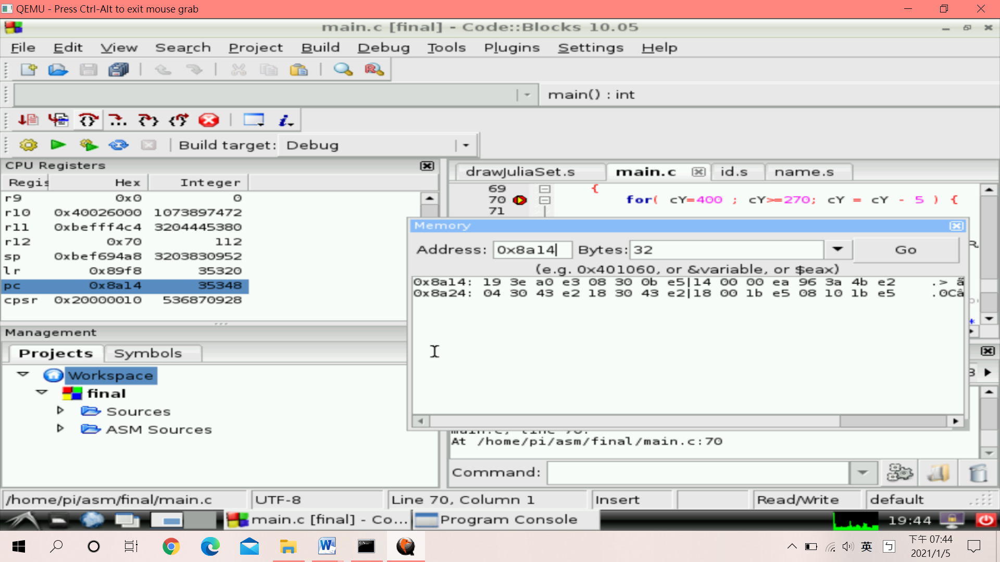 QEMU - Press Ctrl-Alt to exit mouse grab
main.c [final] - Code::Blocks 10.05
File Edit View Search Project Build Debug Tools Plugins Settings Help
main() : int
Build target: Debug
CPU Registers
Regis Hex Integer
r9 0x0 0
r10 0x40026000 1073897472
r11 0xbefff4c4 3204445380
r12 0x70 112
sp 0xbef694a8 3203830952
lr 0x89f8 35320
pc 0x8a14 35348
cpsr 0x20000010 536870928
drawJuliaSet.s main.c id.s name.s
69 {
70 for( cY=400 ; cY>=270; cY = cY - 5 ) {
71
Memory
Address: 0x8a14 Bytes: 32 Go
(e.g. 0x401060, or &variable, or $eax)
0x8a14: 19 3e a0 e3 08 30 0b e5|14 00 00 ea 96 3a 4b e2 .> ã
0x8a24: 04 30 43 e2 18 30 43 e2|18 00 1b e5 08 10 1b e5 .0Câ
Management
Projects Symbols
Workspace
final
Sources
ASM Sources
main.c, line 70.
At /home/pi/asm/final/main.c:70
Command:
/home/pi/asm/final/main.c UTF-8 Line 70, Column 1 Insert Read/Write default
main.c [final] - Co... Program Console 19:44
英 ㄅ 下午 07:44
2021/1/5